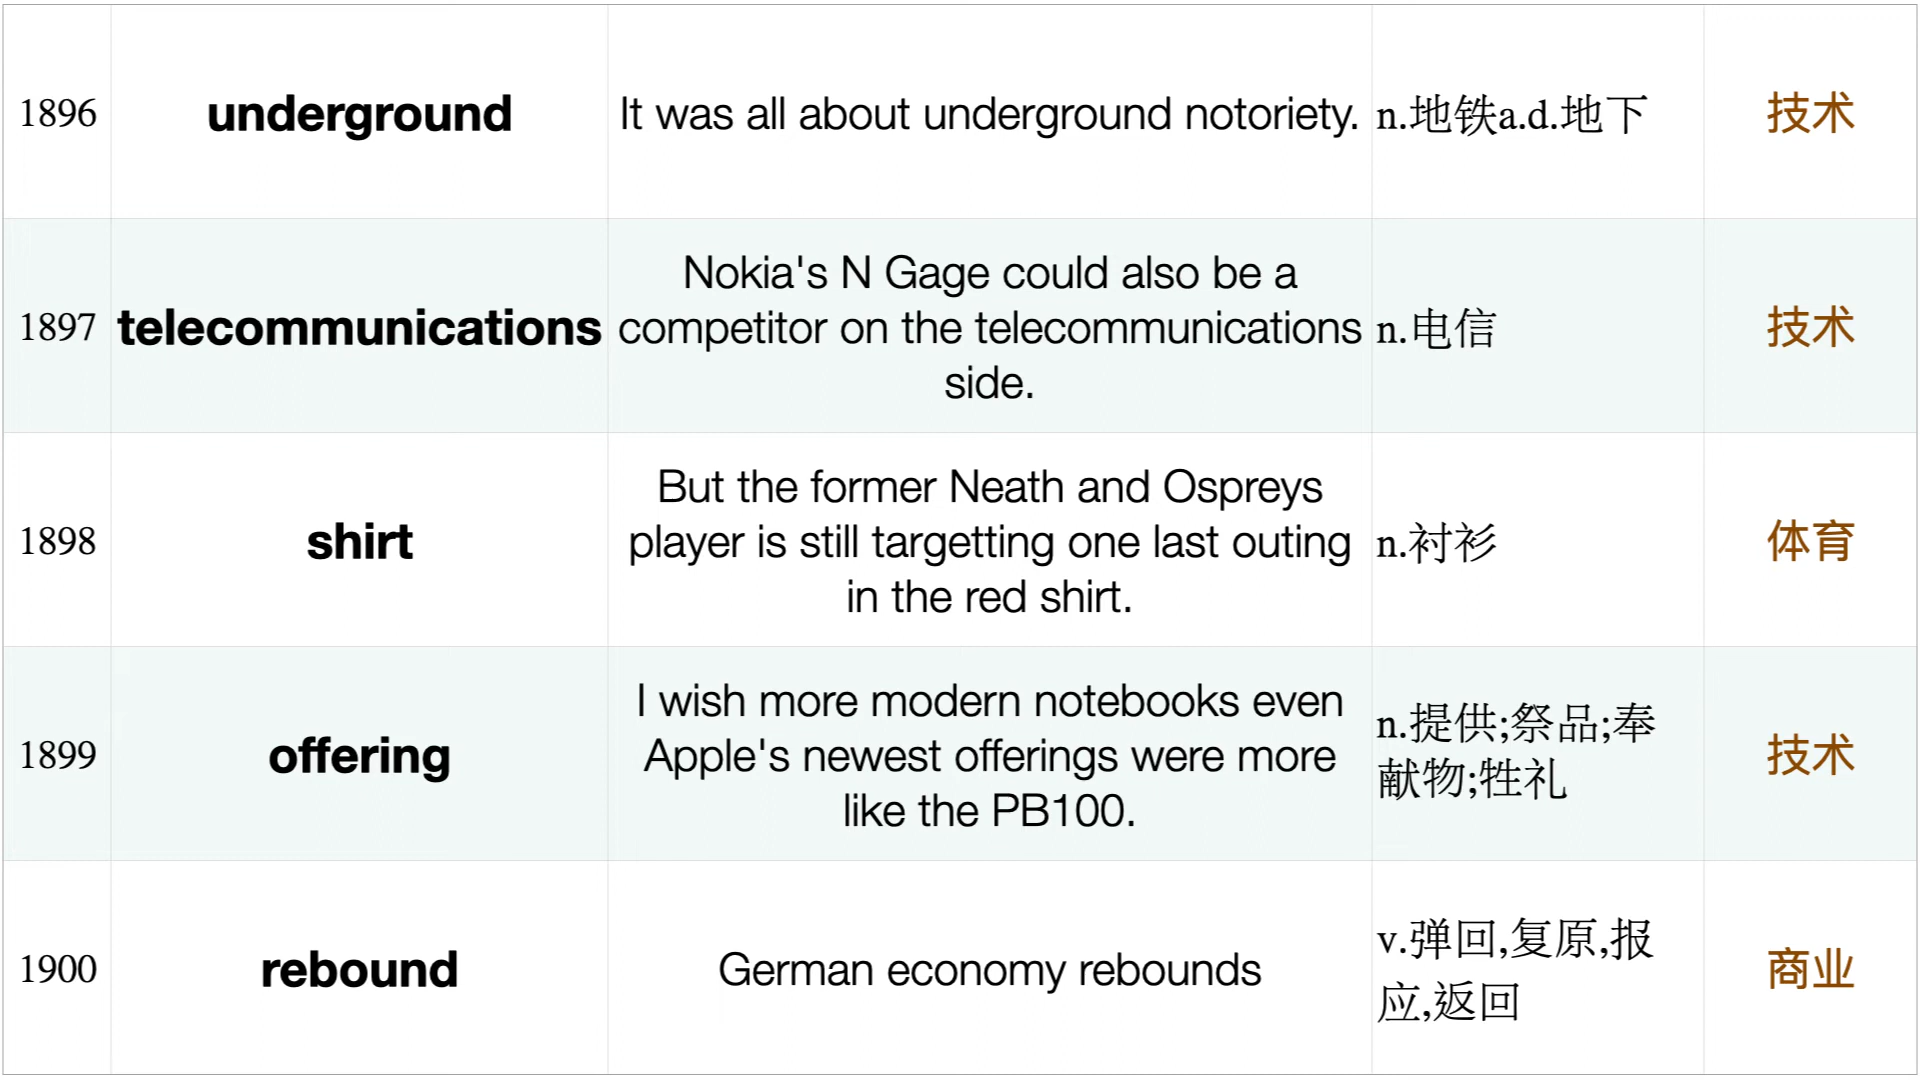 1896 underground It was all about underground notoriety. n.地铁a.d.地下 技术
Nokia's N Gage could also be a
1897 telecommunications competitor on the telecommunications n.电信 技术
side.
But the former Neath and Ospreys
1898 shirt player is still targetting one last outing n.衬衫 体育
in the red shirt.
I wish more modern notebooks even n.提供;祭品;奉
1899 offering Apple's newest offerings were more 献物;牲礼 技术
like the PB100.
1900 rebound German economy rebounds v.弹回,复原,报 商业
应,返回